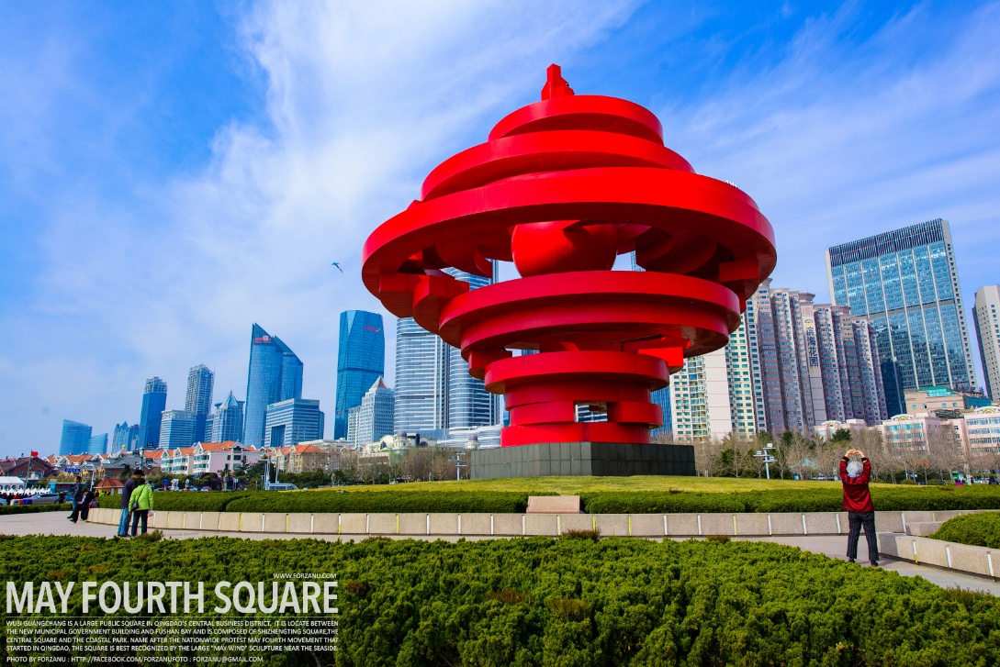 WWW.FORZANU.COM
MAY FOURTH SQUARE
WUSI GUANGCHANG IS A LARGE PUBLIC SQUARE IN QINGDAO'S CENTRAL BUSINESS DISTRICT. IT IS LOCATE BETWEEN
THE NEW MUNICIPAL GOVERNMENT BUILDING AND FUSHAN BAY AND IS COMPOSED OF SHIZHENGTING SQUARE,THE
CENTRAL SQUARE AND THE COASTAL PARK. NAME AFTER THE NATIONWIDE PROTEST MAY FOURTH MOVEMENT THAT
STARTED IN QINGDAO, THE SQUARE IS BEST RECOGNIZED BY THE LARGE "MAY WIND" SCULPTURE NEAR THE SEASIDE.
PHOTO BY FORZANU : HTTP://FACEBOOK.COM/FORZANUFOTO : FORZANU@GMAIL.COM